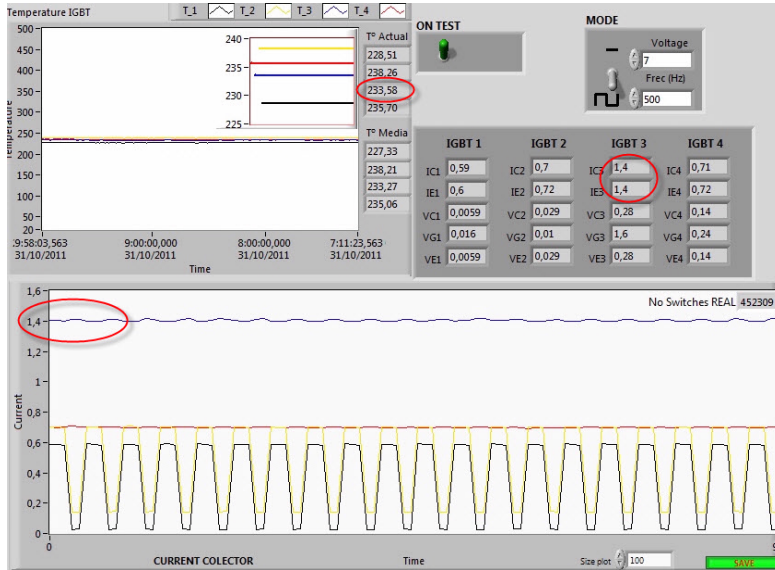 Temperature IGBT
T_1 T_2 T_3 T_4
500
450
400
350
300
250
200
150
100
50
20
Temperature
240
235
230
225
9:00:00,000
31/10/2011
8:00:00,000
31/10/2011
7:11:23,563
31/10/2011
:9:58:03,563
31/10/2011
Time
Tº Actual
228,51
238,26
233,58
235,70
Tº Media
227,33
238,21
233,27
235,06
ON TEST
MODE
Voltage
7
Frec (Hz)
500
IGBT 1 IGBT 2 IGBT 3 IGBT 4
IC1 0,59 IC2 0,7 IC3 1,4 IC4 0,71
IE1 0,6 IE2 0,72 IE3 1,4 IE4 0,72
VC1 0,0059 VC2 0,029 VC3 0,28 VC4 0,14
VG1 0,016 VG2 0,01 VG3 1,6 VG4 0,24
VE1 0,0059 VE2 0,029 VE3 0,28 VE4 0,14
No Switches REAL 452309
1,6
1,4
1,2
1
0,8
0,6
0,4
0,2
0
Current
0
CURRENT COLECTOR Time Size plot 100 SAVE